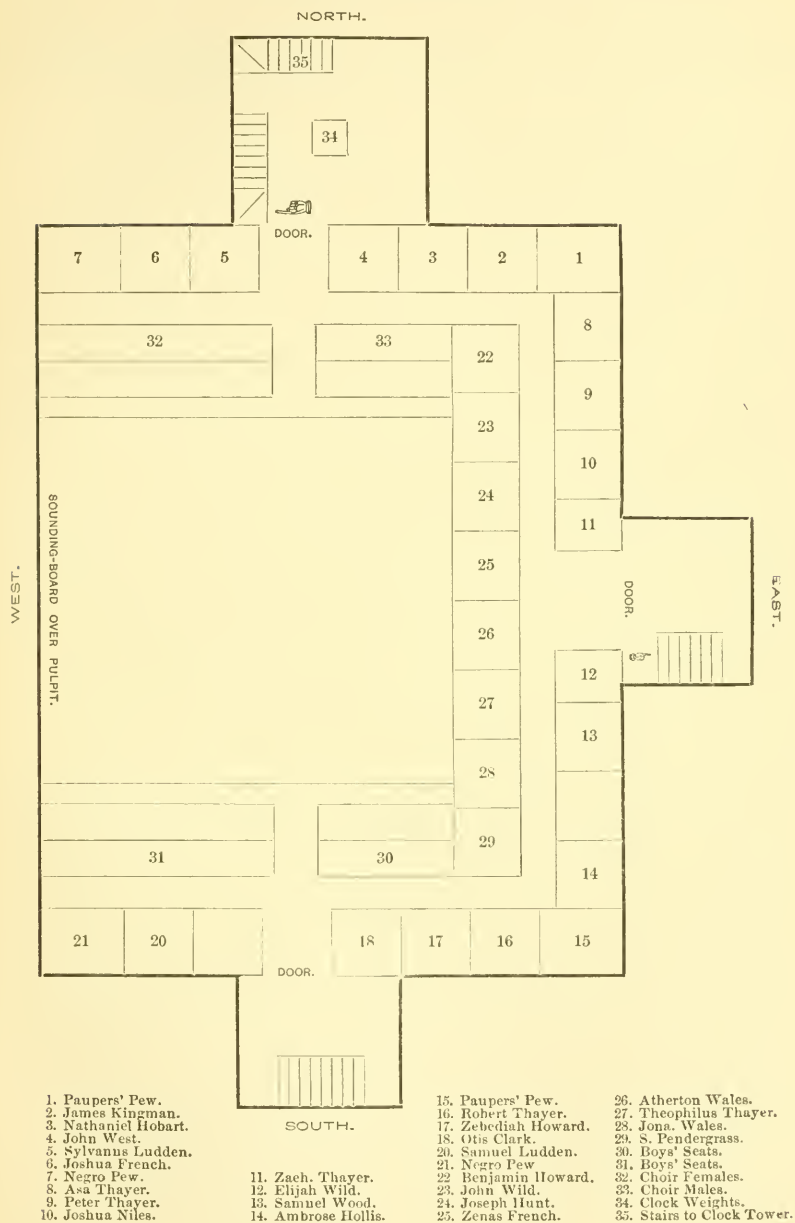 NORTH.
35
34
DOOR.
7 6 5 4 3 2 1
8
32 33
22
9
23
10
24
11
SOUNDING-BOARD OVER PULPIT.
WEST.
25
DOOR.
EAST.
26
12
27
13
28
29
31 30
14
21 20 18 17 16 15
DOOR.
SOUTH.
1. Paupers' Pew.
2. James Kingman.
3. Nathaniel Hobart.
4. John West.
5. Sylvanus Ludden.
6. Joshua French.
7. Negro Pew.
8. Asa Thayer.
9. Peter Thayer.
10. Joshua Niles.
11. Zach. Thayer.
12. Elijah Wild.
13. Samuel Wood.
14. Ambrose Hollis.
15. Paupers' Pew.
16. Robert Thayer.
17. Zebediah Howard.
18. Otis Clark.
20. Samuel Ludden.
21. Negro Pew
22 Benjamin Howard.
23. John Wild.
24. Joseph Hunt.
25. Zenas French.
26. Atherton Wales.
27. Theophilus Thayer.
28. Jona. Wales.
29. S. Pendergrass.
30. Boys' Seats.
31. Boys' Seats.
32. Choir Females.
33. Choir Males.
34. Clock Weights.
35. Stairs to Clock Tower.